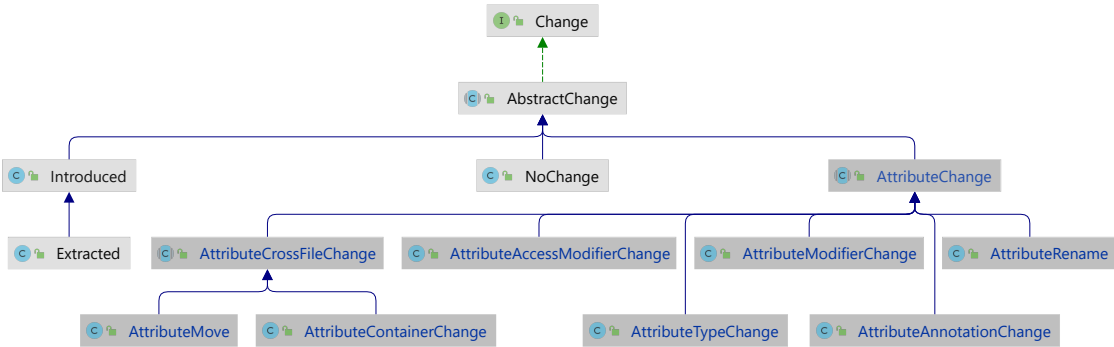 Change
AbstractChange
Introduced
NoChange
AttributeChange
Extracted
AttributeCrossFileChange
AttributeAccessModifierChange
AttributeModifierChange
AttributeRename
AttributeMove
AttributeContainerChange
AttributeTypeChange
AttributeAnnotationChange